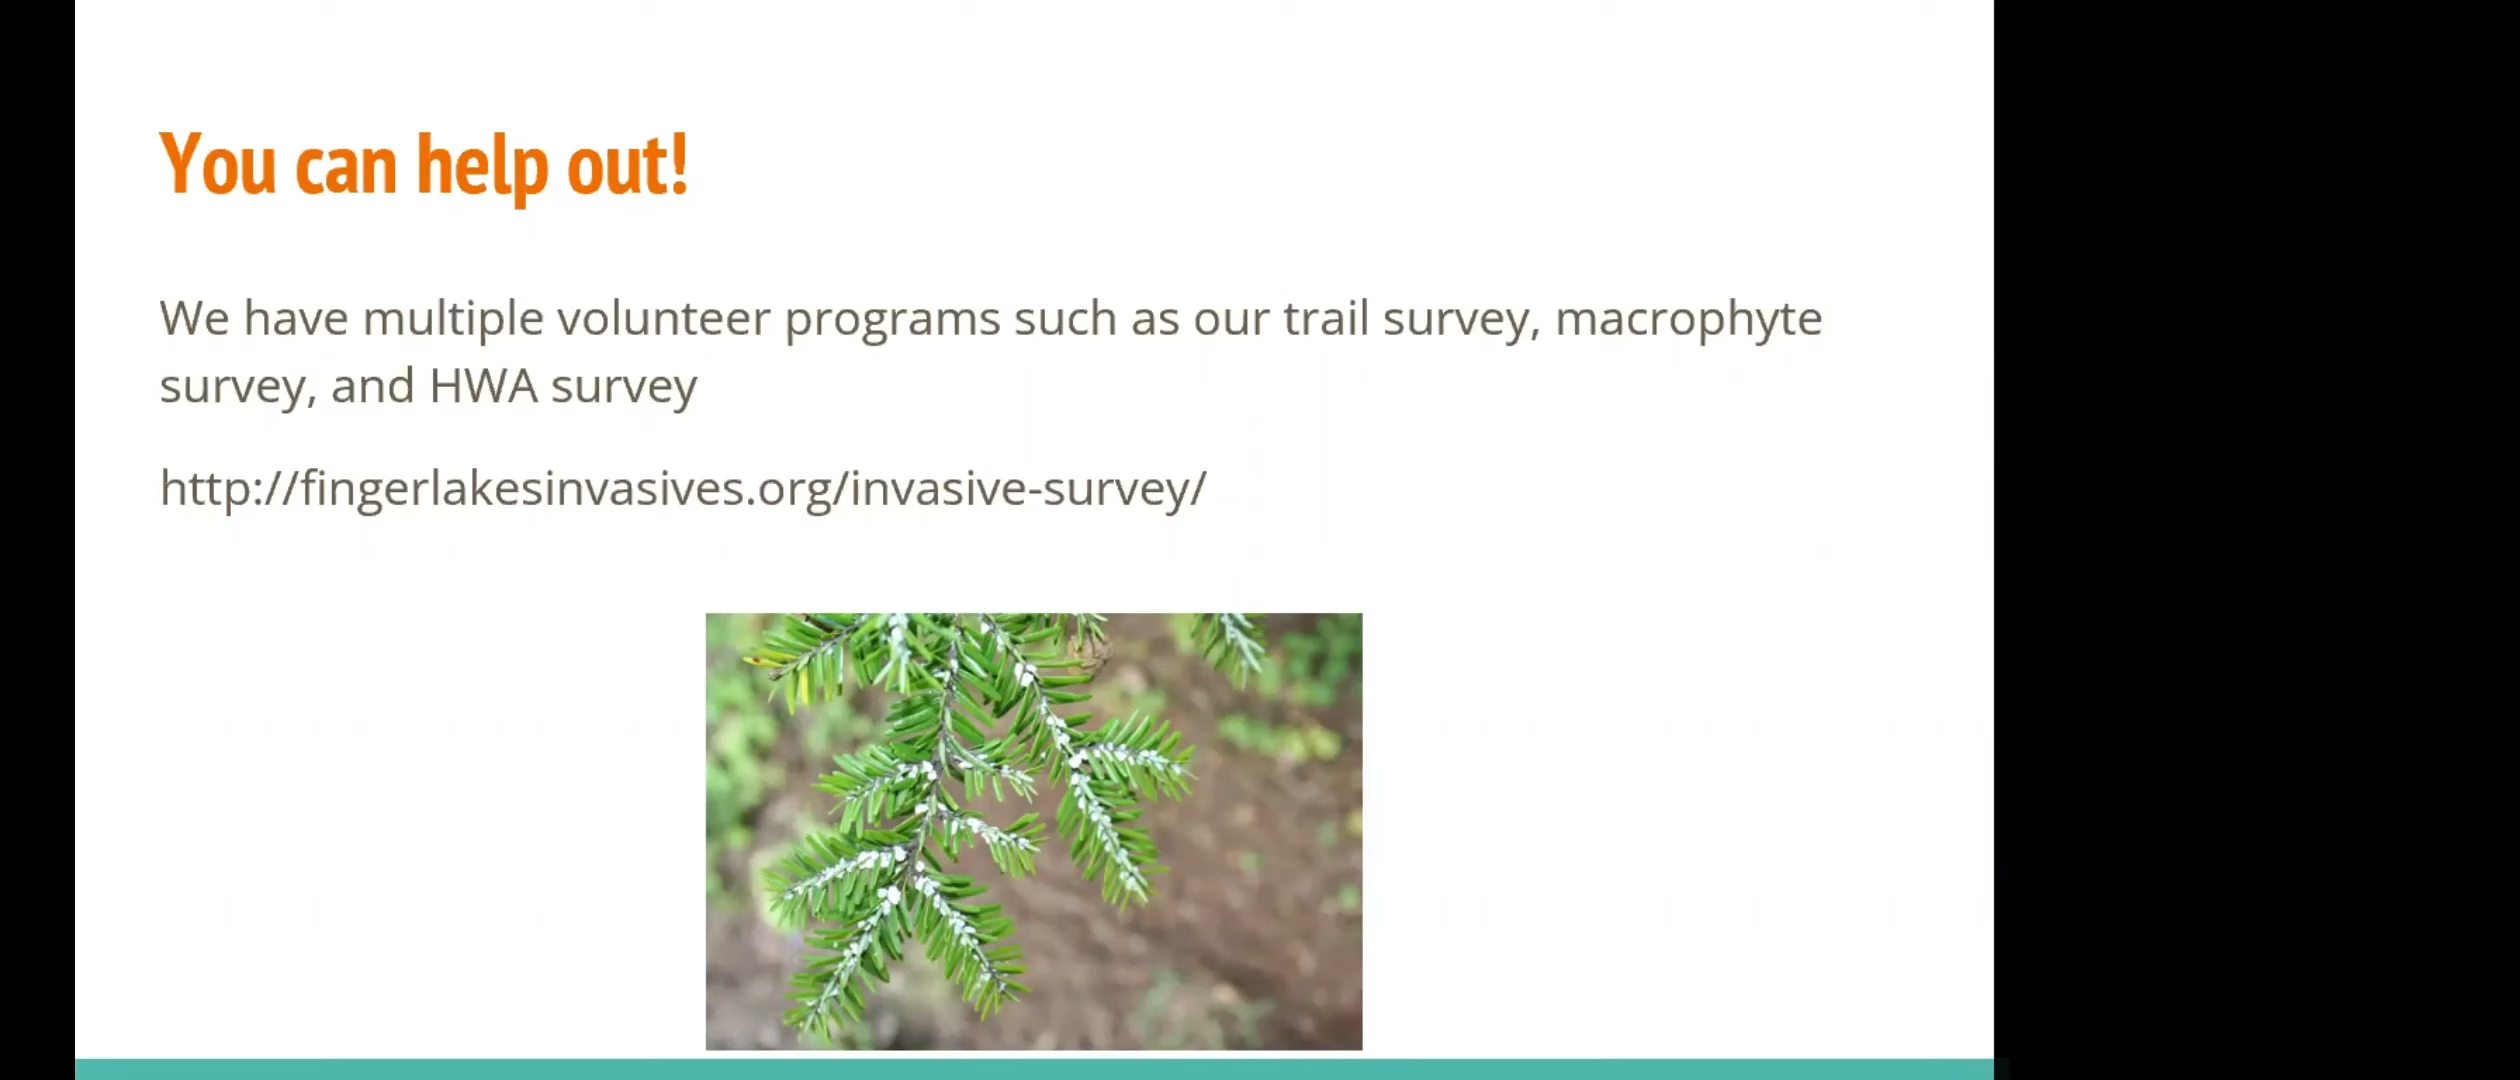 You can help out!
We have multiple volunteer programs such as our trail survey, macrophyte
survey, and HWA survey
http://fingerlakesinvasives.org/invasive-survey/